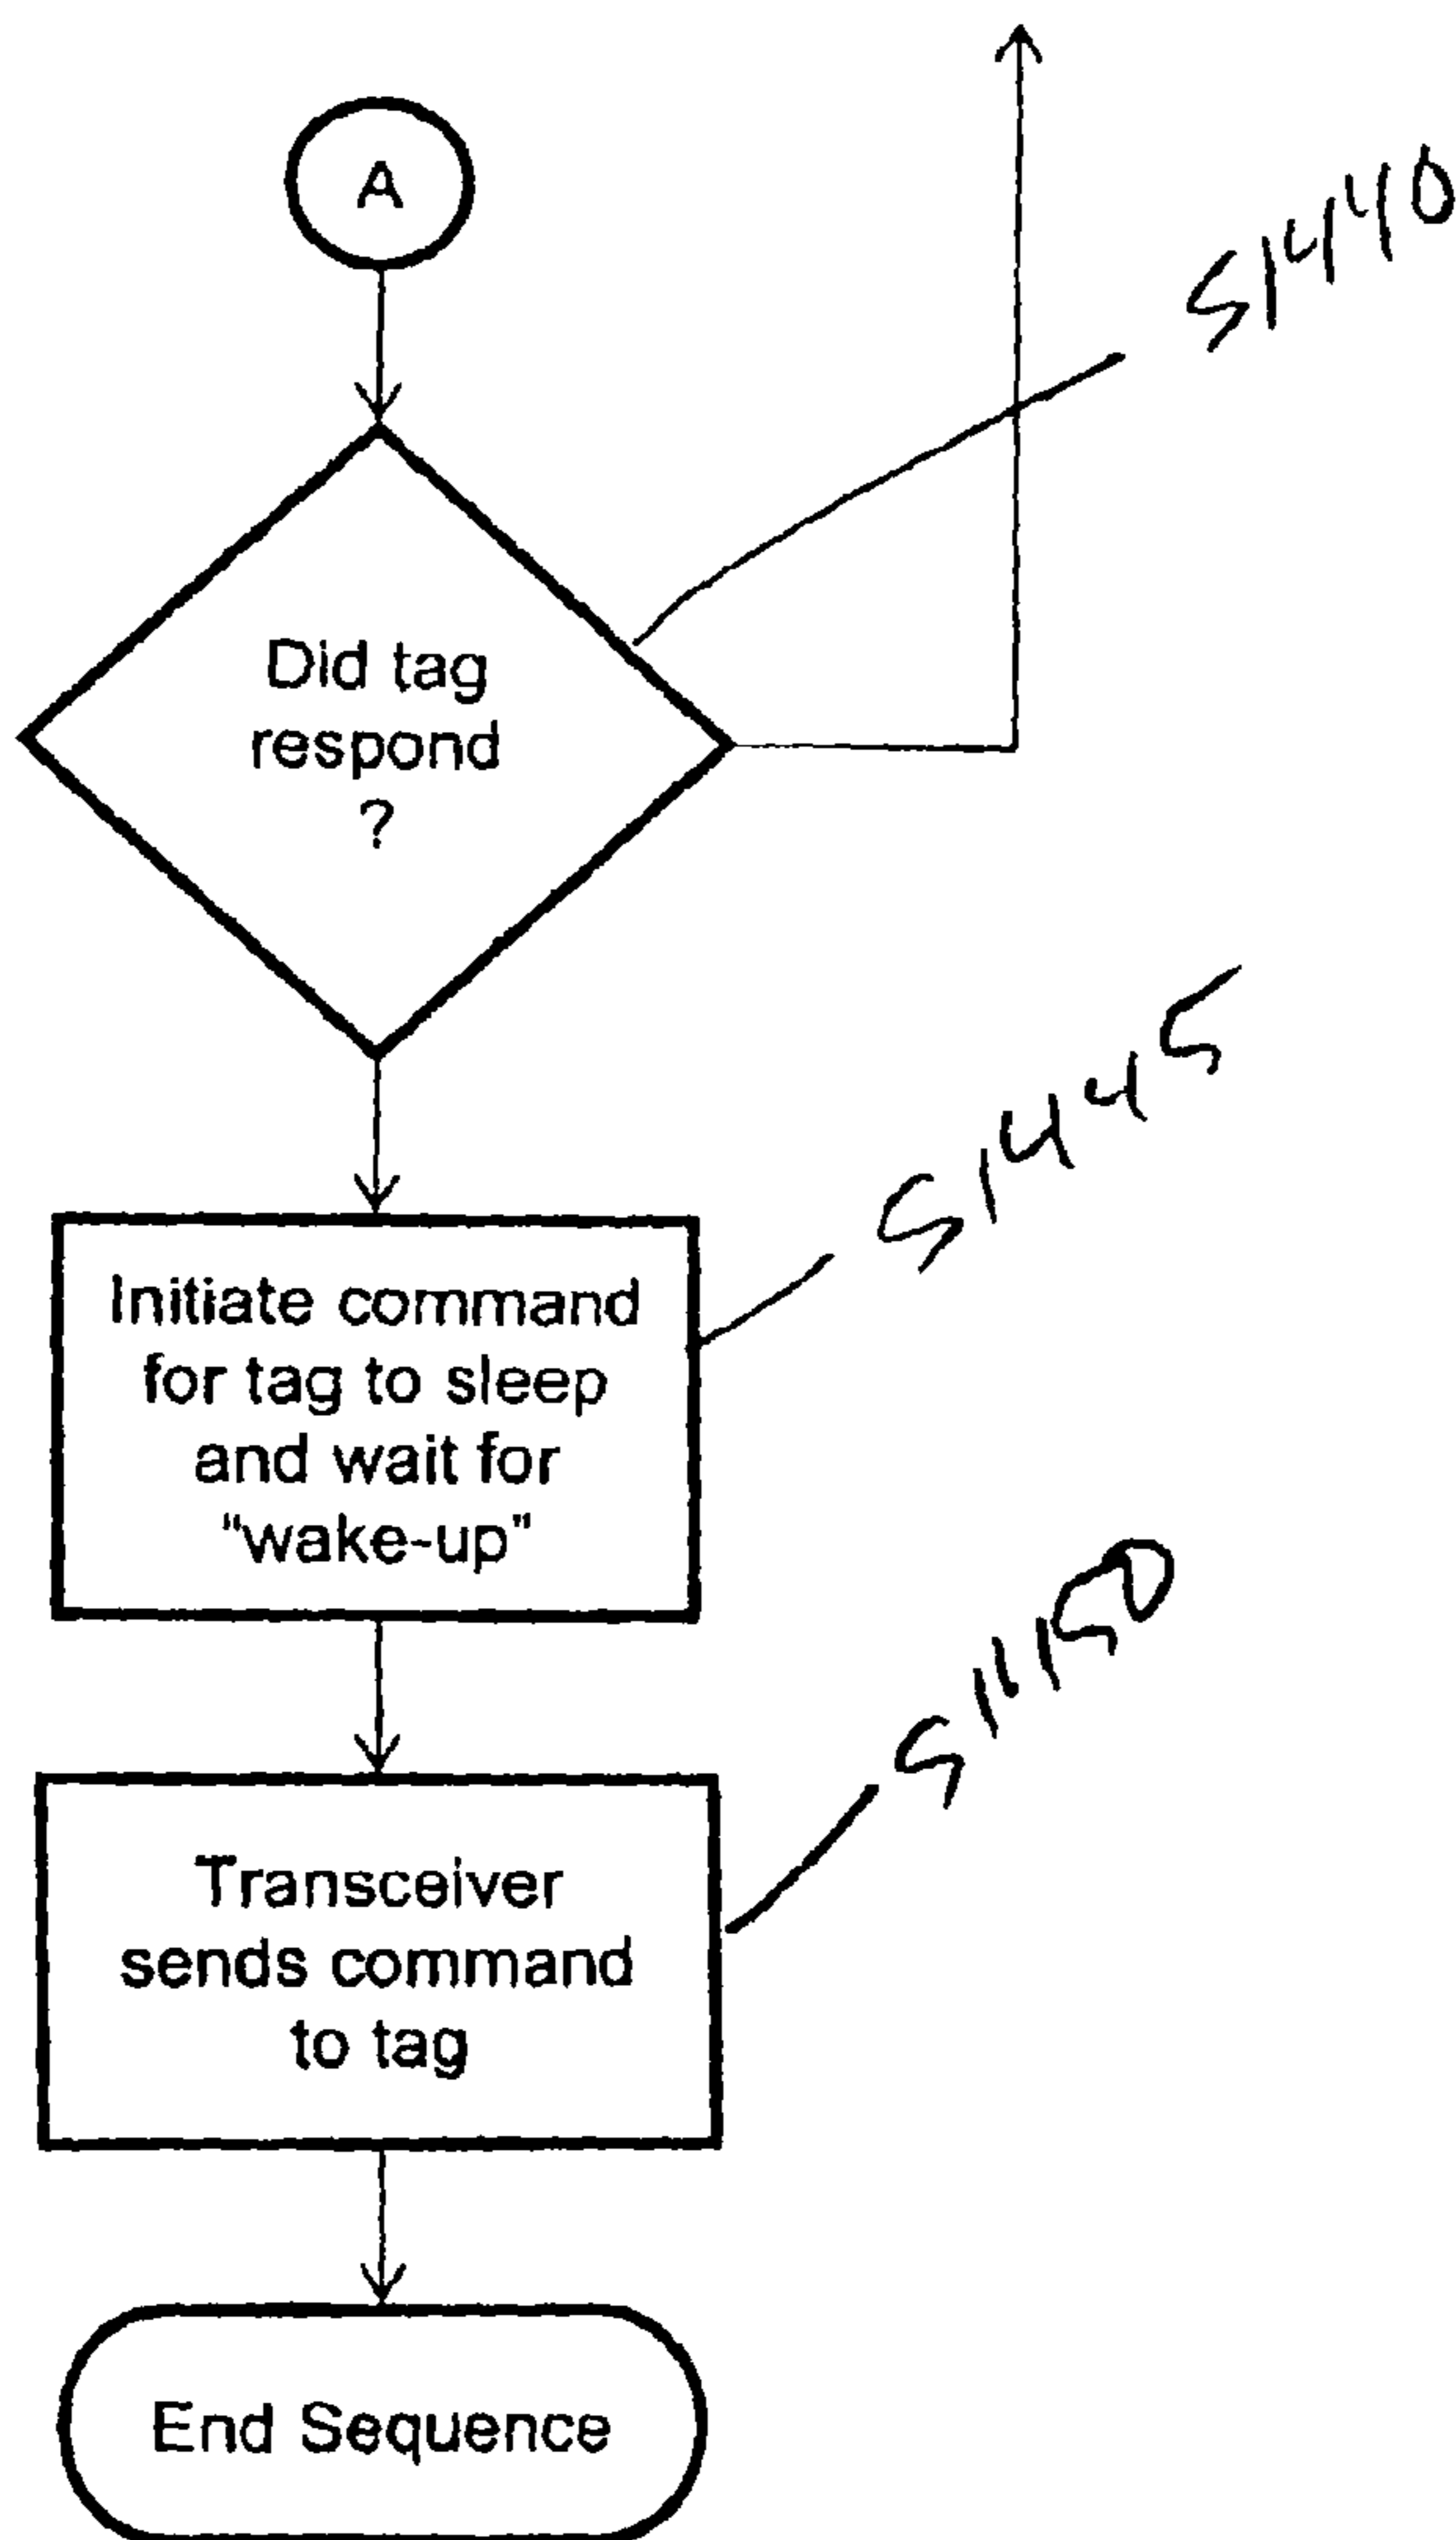 A
S1440
Did tag
respond
?
S1445
Initiate command
for tag to sleep
and wait for
"wake-up"
Transceiver
sends command
to tag
End Sequence